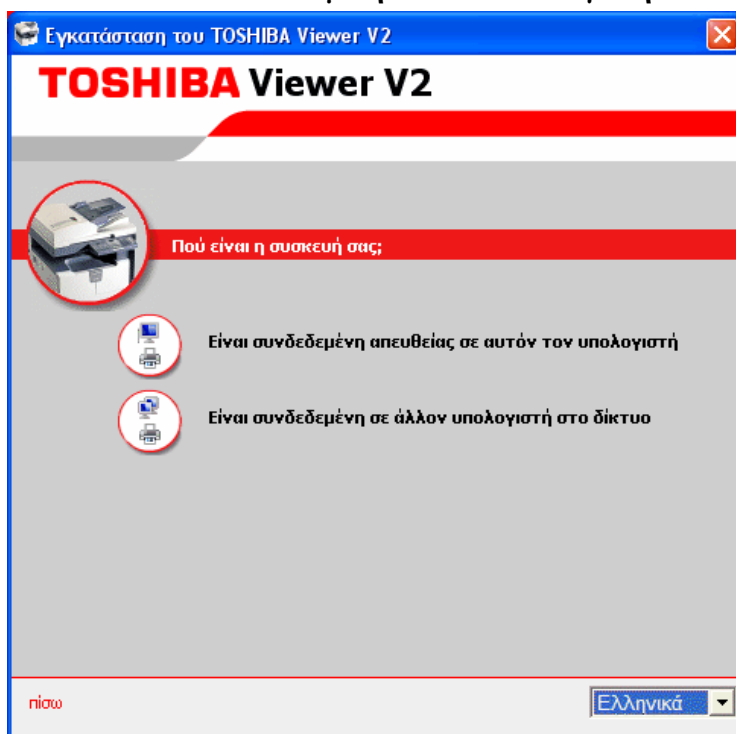 Εγκατάσταση του TOSHIBA Viewer V2
TOSHIBA Viewer V2
Πού είναι η συσκευή σας;
Είναι συνδεδεμένη απευθείας σε αυτόν τον υπολογιστή
Είναι συνδεδεμένη σε άλλον υπολογιστή στο δίκτυο
πίσω
Ελληνικά